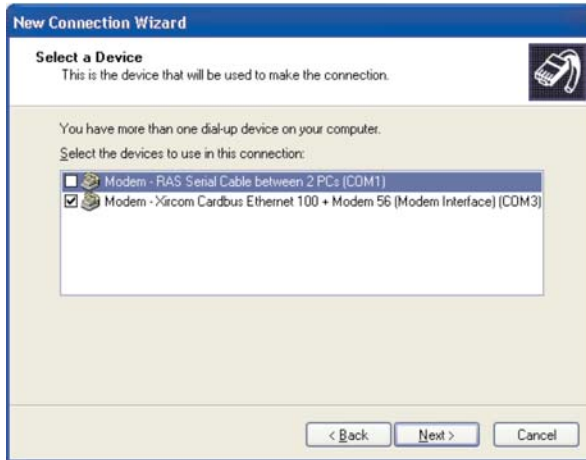 New Connection Wizard
Select a Device
This is the device that will be used to make the connection.
You have more than one dial-up device on your computer.
Select the devices to use in this connection:
Modem - RAS Serial Cable between 2 PCs (COM1)
Modem - Xircom Cardbus Ethernet 100 + Modem 56 (Modem Interface) (COM3)
< Back
Next >
Cancel